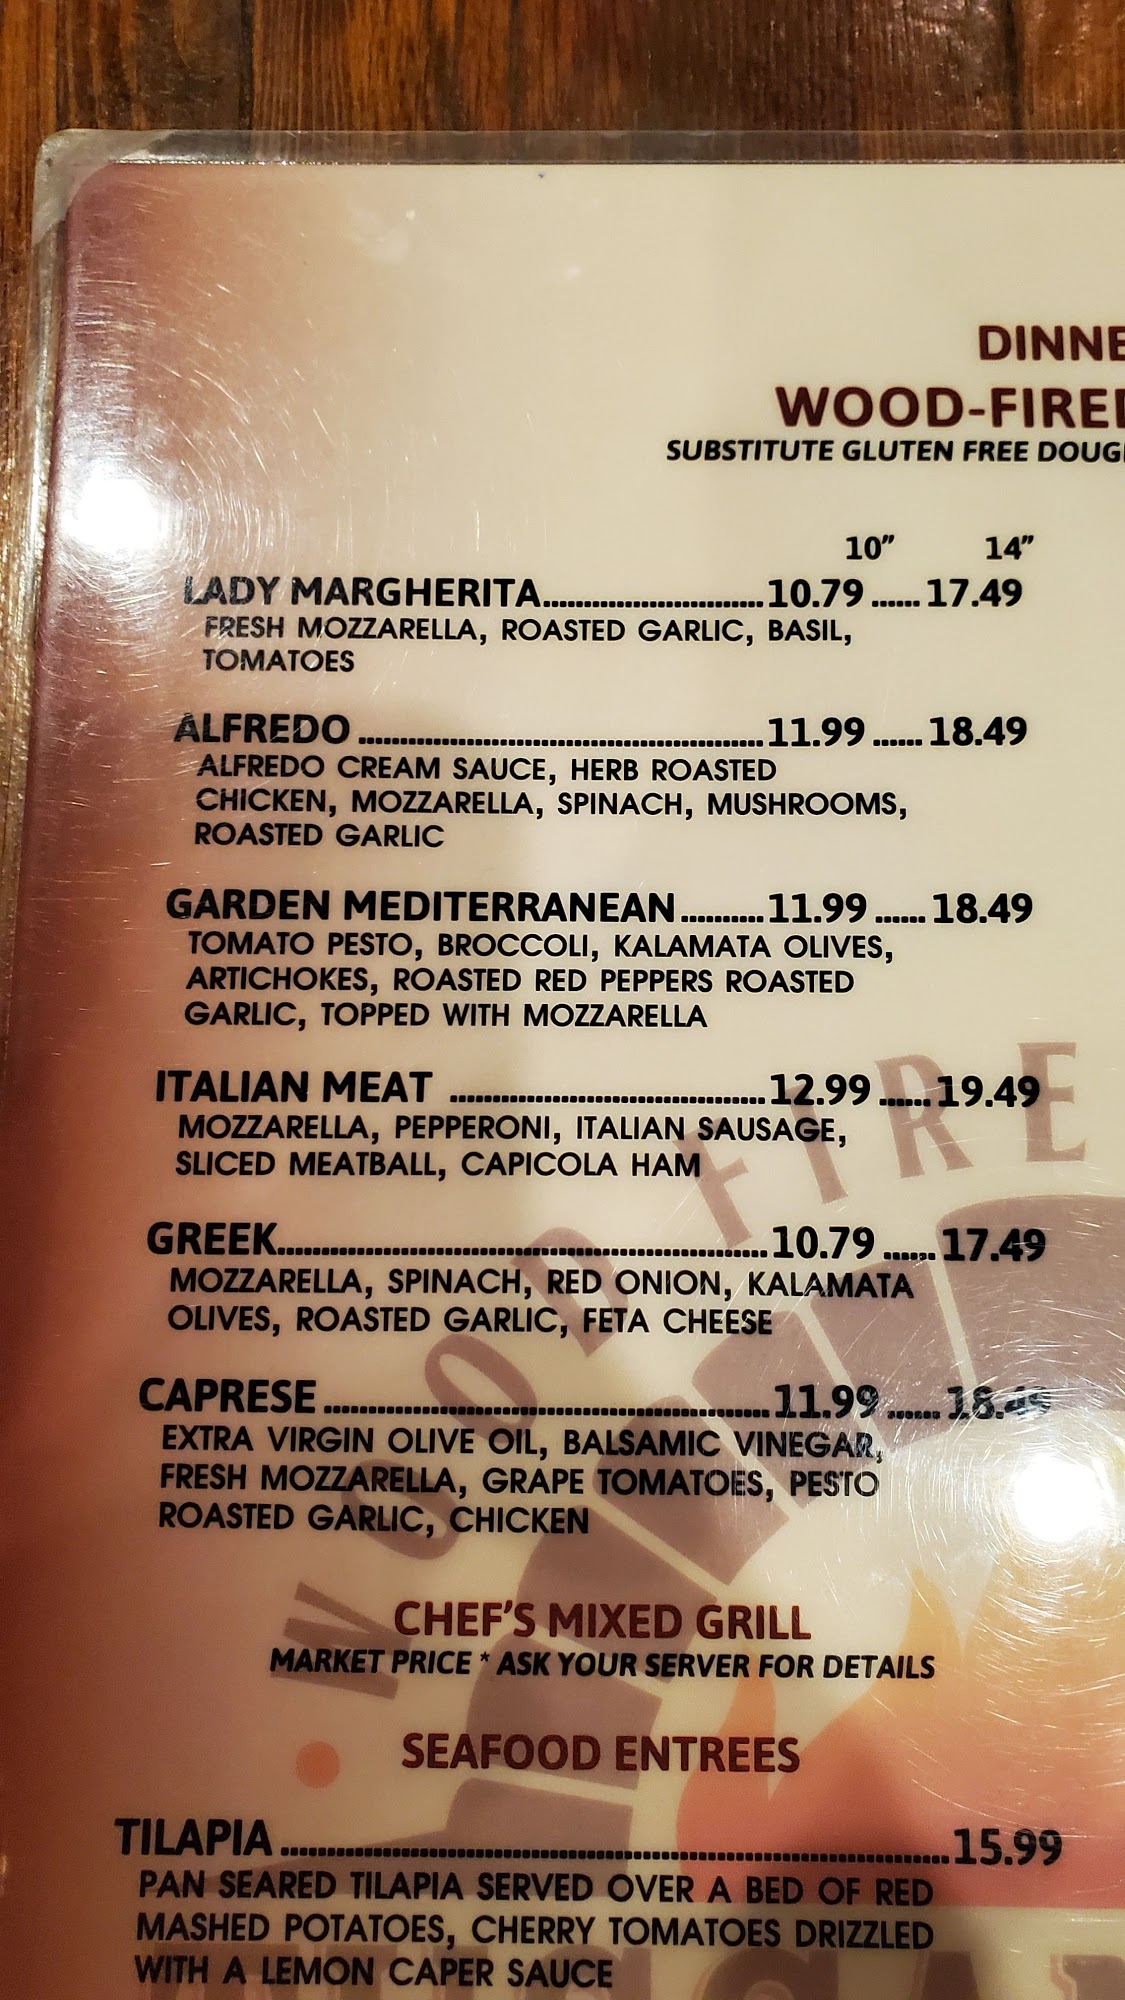 DINNE
WOOD-FIRED
SUBSTITUTE GLUTEN FREE DOUGH
10" 14"
LADY MARGHERITA..........10.79 ...... 17.49
FRESH MOZZARELLA, ROASTED GARLIC, BASIL,
TOMATOES
ALFREDO ..........11.99 ...... 18.49
ALFREDO CREAM SAUCE, HERB ROASTED
CHICKEN, MOZZARELLA, SPINACH, MUSHROOMS,
ROASTED GARLIC
GARDEN MEDITERRANEAN..........11.99 ...... 18.49
TOMATO PESTO, BROCCOLI, KALAMATA OLIVES,
ARTICHOKES, ROASTED RED PEPPERS ROASTED
GARLIC, TOPPED WITH MOZZARELLA
ITALIAN MEAT ..........12.99 ......19.49
MOZZARELLA, PEPPERONI, ITALIAN SAUSAGE,
SLICED MEATBALL, CAPICOLA HAM
GREEK..........10.79 ......17.49
MOZZARELLA, SPINACH, RED ONION, KALAMATA
OLIVES, ROASTED GARLIC, FETA CHEESE
CAPRESE ..........11.99 ...... 18.49
EXTRA VIRGIN OLIVE OIL, BALSAMIC VINEGAR,
FRESH MOZZARELLA, GRAPE TOMATOES, PESTO
ROASTED GARLIC, CHICKEN
WOOD FIRE
CHEF'S MIXED GRILL
MARKET PRICE * ASK YOUR SERVER FOR DETAILS
SEAFOOD ENTREES
TILAPIA ..........15.99
PAN SEARED TILAPIA SERVED OVER A BED OF RED
MASHED POTATOES, CHERRY TOMATOES DRIZZLED
WITH A LEMON CAPER SAUCE